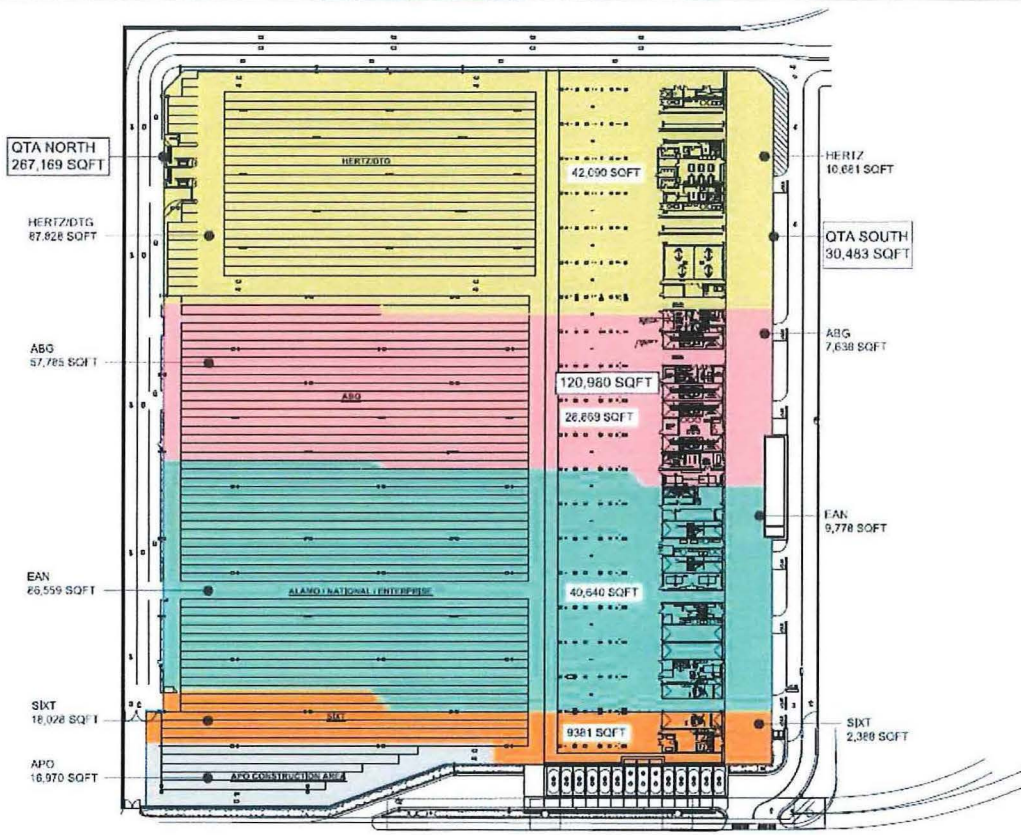 QTA NORTH
267,169 SQFT
HERTZ/DTG
87,828 SQFT
ABG
57,785 SQFT
EAN
86,559 SQFT
SIXT
18,028 SQFT
APO
16,970 SQFT
HERTZ/DTG
ABG
ALAMO / NATIONAL / ENTERPRISE
SIXT
APO CONSTRUCTION AREA
42,090 SQFT
120,980 SQFT
28,869 SQFT
40,640 SQFT
9381 SQFT
HERTZ
10,681 SQFT
QTA SOUTH
30,483 SQFT
ABG
7,638 SQFT
EAN
9,778 SQFT
SIXT
2,388 SQFT